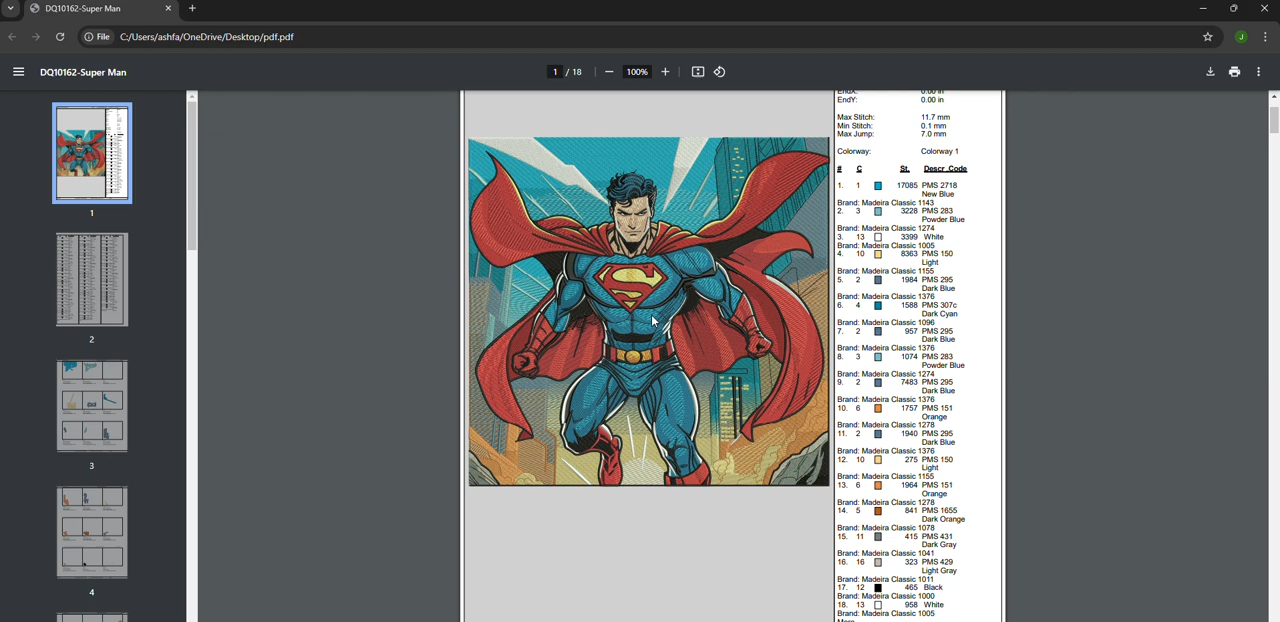 DQ10162-Super Man
File C:/Users/ashfa/OneDrive/Desktop/pdf.pdf
J
DQ10162-Super Man
1 / 18
100%
1
2
3
4
S
EndX: 0.00 in
EndY: 0.00 in
Max Stitch: 11.7 mm
Min Stitch: 0.1 mm
Max Jump: 7.0 mm
Colorway: Colorway 1
# C St. Descr .Code
1. 1 17085 PMS 2718
New Blue
Brand: Madeira Classic 1143
2. 3 3228 PMS 283
Powder Blue
Brand: Madeira Classic 1274
3. 13 3399 White
Brand: Madeira Classic 1005
4. 10 8363 PMS 150
Light
Brand: Madeira Classic 1155
5. 2 1984 PMS 295
Dark Blue
Brand: Madeira Classic 1376
6. 4 1588 PMS 307c
Dark Cyan
Brand: Madeira Classic 1096
7. 2 957 PMS 295
Dark Blue
Brand: Madeira Classic 1376
8. 3 1074 PMS 283
Powder Blue
Brand: Madeira Classic 1274
9. 2 7483 PMS 295
Dark Blue
Brand: Madeira Classic 1376
10. 6 1757 PMS 151
Orange
Brand: Madeira Classic 1278
11. 2 1940 PMS 295
Dark Blue
Brand: Madeira Classic 1376
12. 10 275 PMS 150
Light
Brand: Madeira Classic 1155
13. 6 1964 PMS 151
Orange
Brand: Madeira Classic 1278
14. 5 841 PMS 1655
Dark Orange
Brand: Madeira Classic 1078
15. 11 415 PMS 431
Dark Gray
Brand: Madeira Classic 1041
16. 16 323 PMS 429
Light Gray
Brand: Madeira Classic 1011
17. 12 465 Black
Brand: Madeira Classic 1000
18. 13 958 White
Brand: Madeira Classic 1005